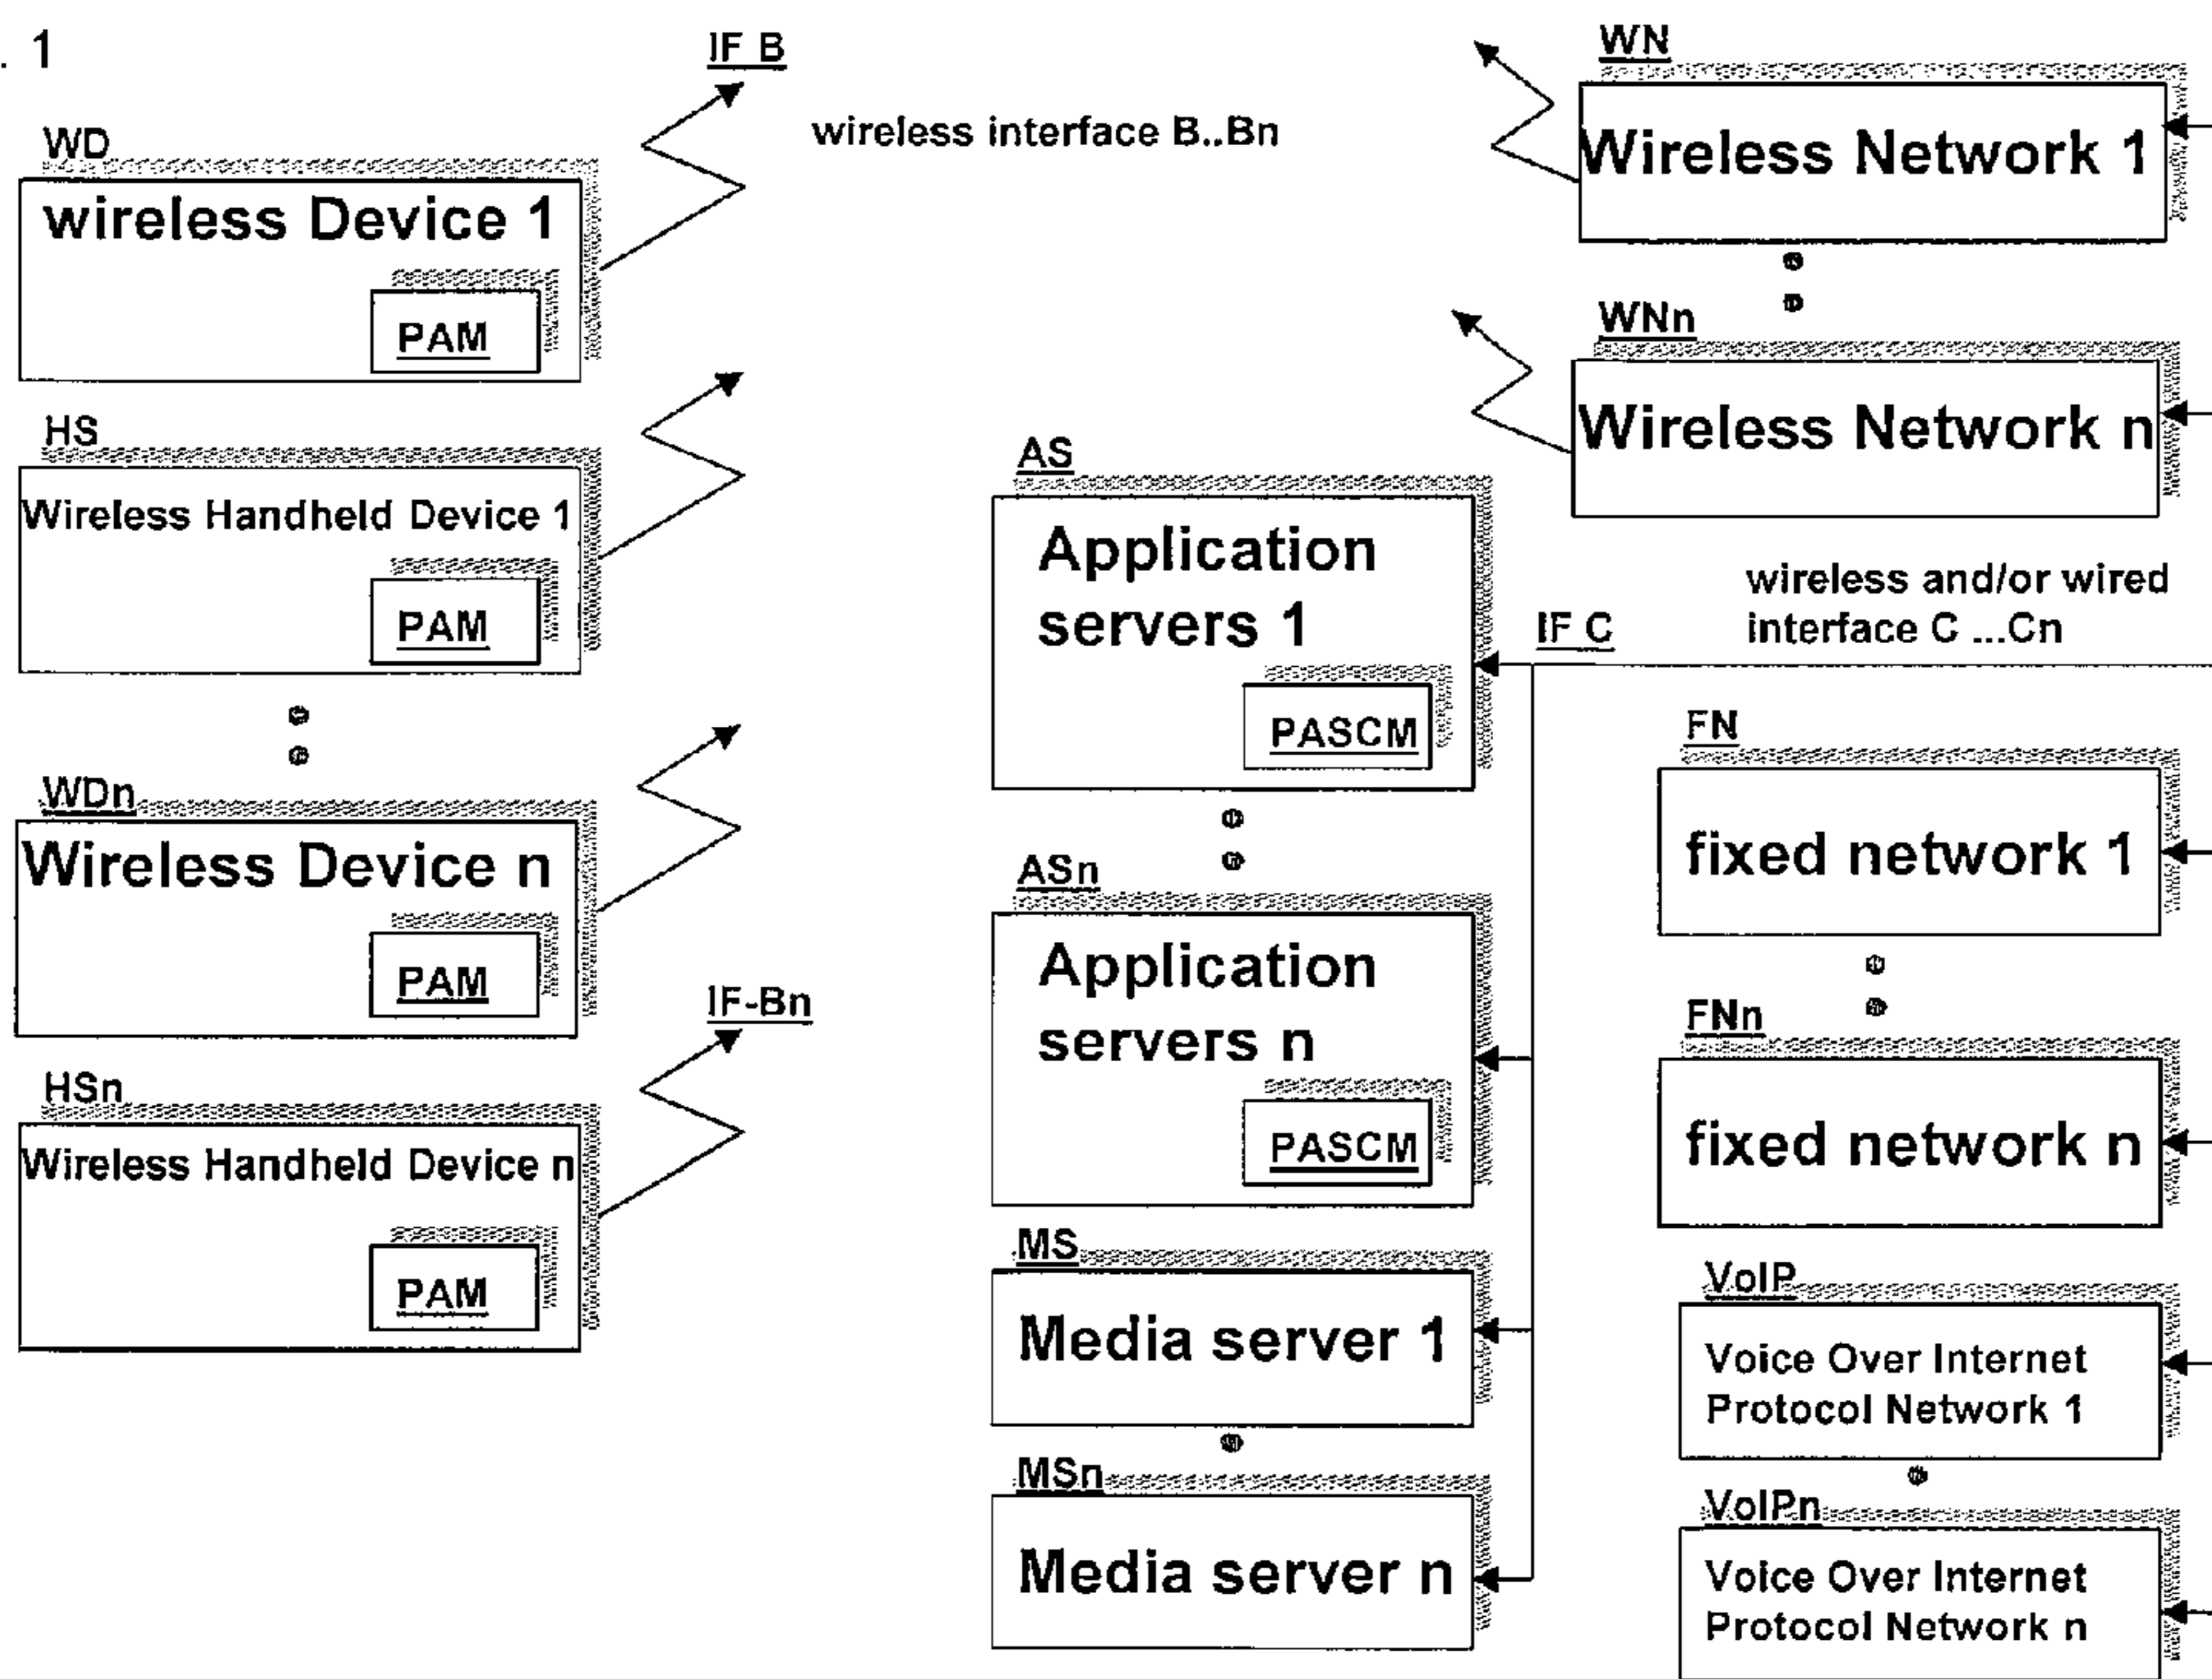 . 1
IF B
wireless interface B..Bn
WD
wireless Device 1
PAM
HS
Wireless Handheld Device 1
PAM
WDn
Wireless Device n
PAM
IF-Bn
HSn
Wireless Handheld Device n
PAM
AS
Application
servers 1
PASCM
ASn
Application
servers n
PASCM
MS
Media server 1
MSn
Media server n
WN
Wireless Network 1
WNn
Wireless Network n
wireless and/or wired
interface C ...Cn
IF C
FN
fixed network 1
FNn
fixed network n
VoIP
Voice Over Internet
Protocol Network 1
VoIPn
Voice Over Internet
Protocol Network n